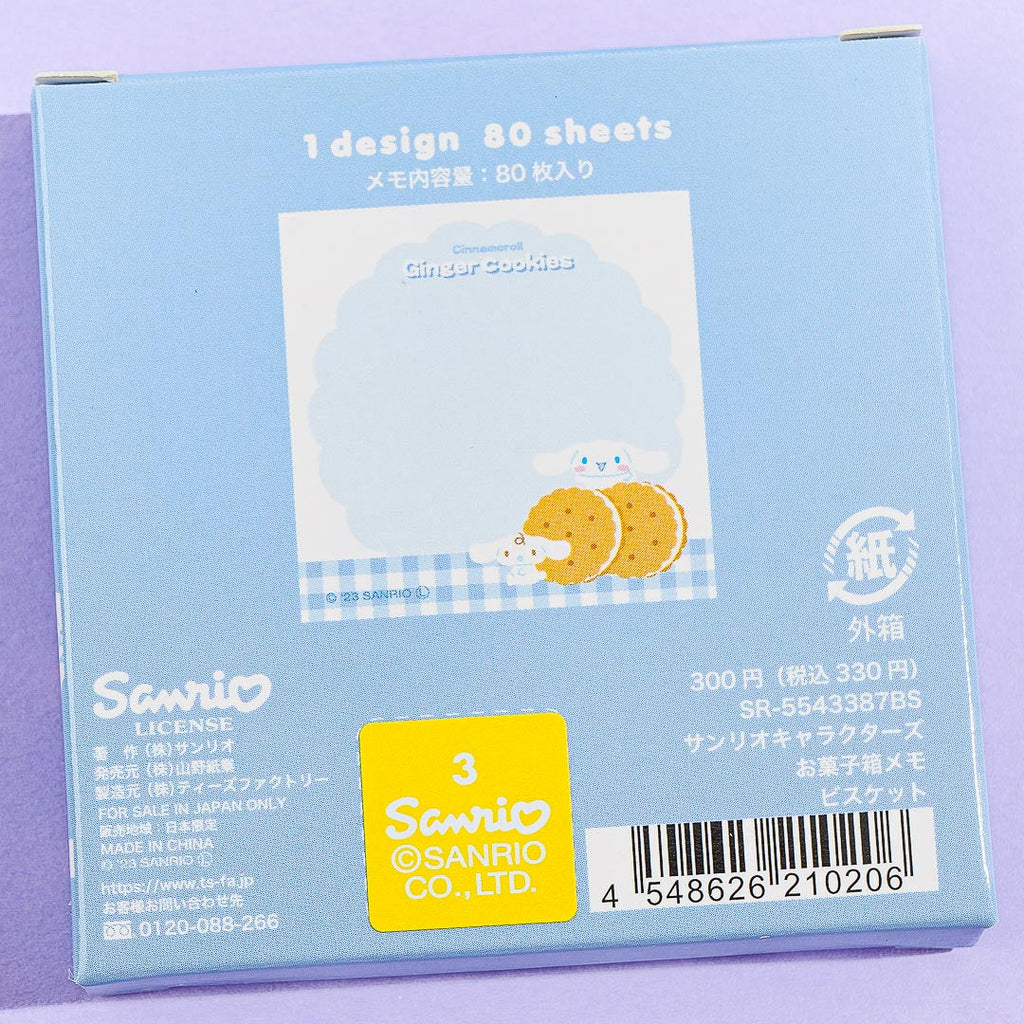 1 design 80 sheets
メモ内容量：80枚入り
Cinnamoroll
Ginger Cookies
© '23 SANRIO Ⓛ
紙
外箱
Sanrio
LICENSE
著　作 (株)サンリオ
発売元 (株)山野紙業
製造元 (株)ティーズファクトリー
FOR SALE IN JAPAN ONLY
販売地域：日本限定
MADE IN CHINA
© '23 SANRIO Ⓛ
https://www.ts-fa.jp
お客様お問い合わせ先
0120-088-266
3
Sanrio
©SANRIO
CO.,LTD.
300円（税込330円）
SR-5543387BS
サンリオキャラクターズ
お菓子箱メモ
ビスケット
4 548626 210206